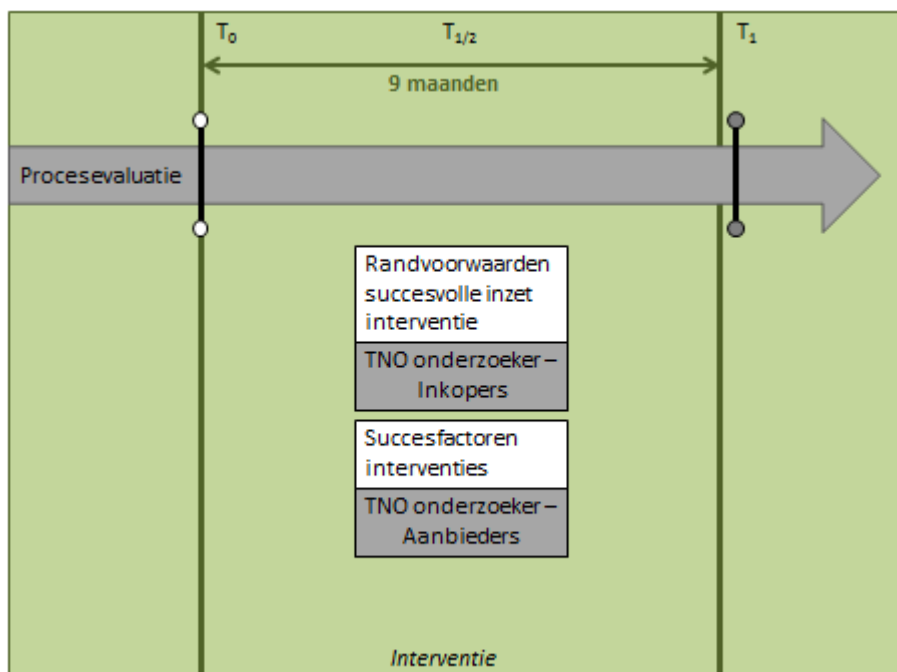 T0 T1/2 T1
9 maanden
Procesevaluatie
Randvoorwaarden
succesvolle inzet
interventie
TNO onderzoeker –
Inkopers
Succesfactoren
interventies
TNO onderzoeker –
Aanbieders
Interventie